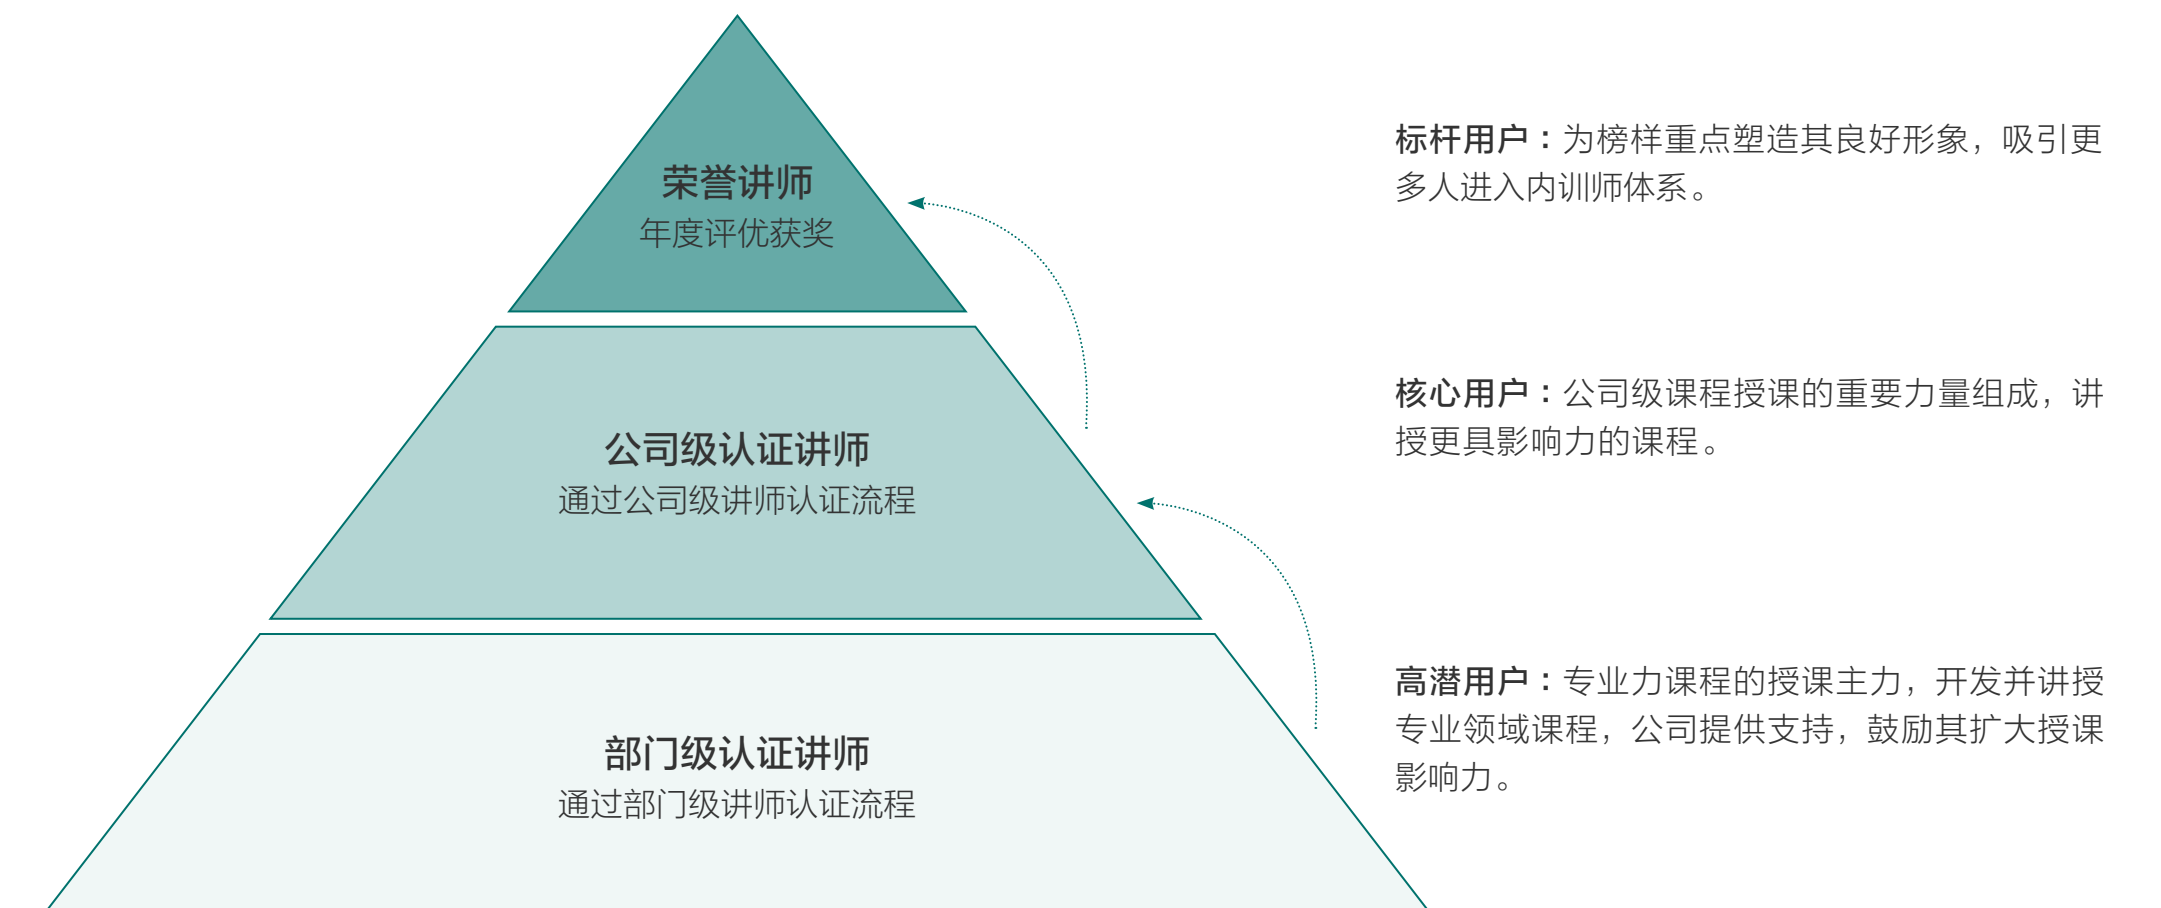 荣誉讲师
年度评优获奖
标杆用户：为榜样重点塑造其良好形象，吸引更
多人进入内训师体系。
公司级认证讲师
通过公司级讲师认证流程
核心用户：公司级课程授课的重要力量组成，讲
授更具影响力的课程。
部门级认证讲师
通过部门级讲师认证流程
高潜用户：专业力课程的授课主力，开发并讲授
专业领域课程，公司提供支持，鼓励其扩大授课
影响力。